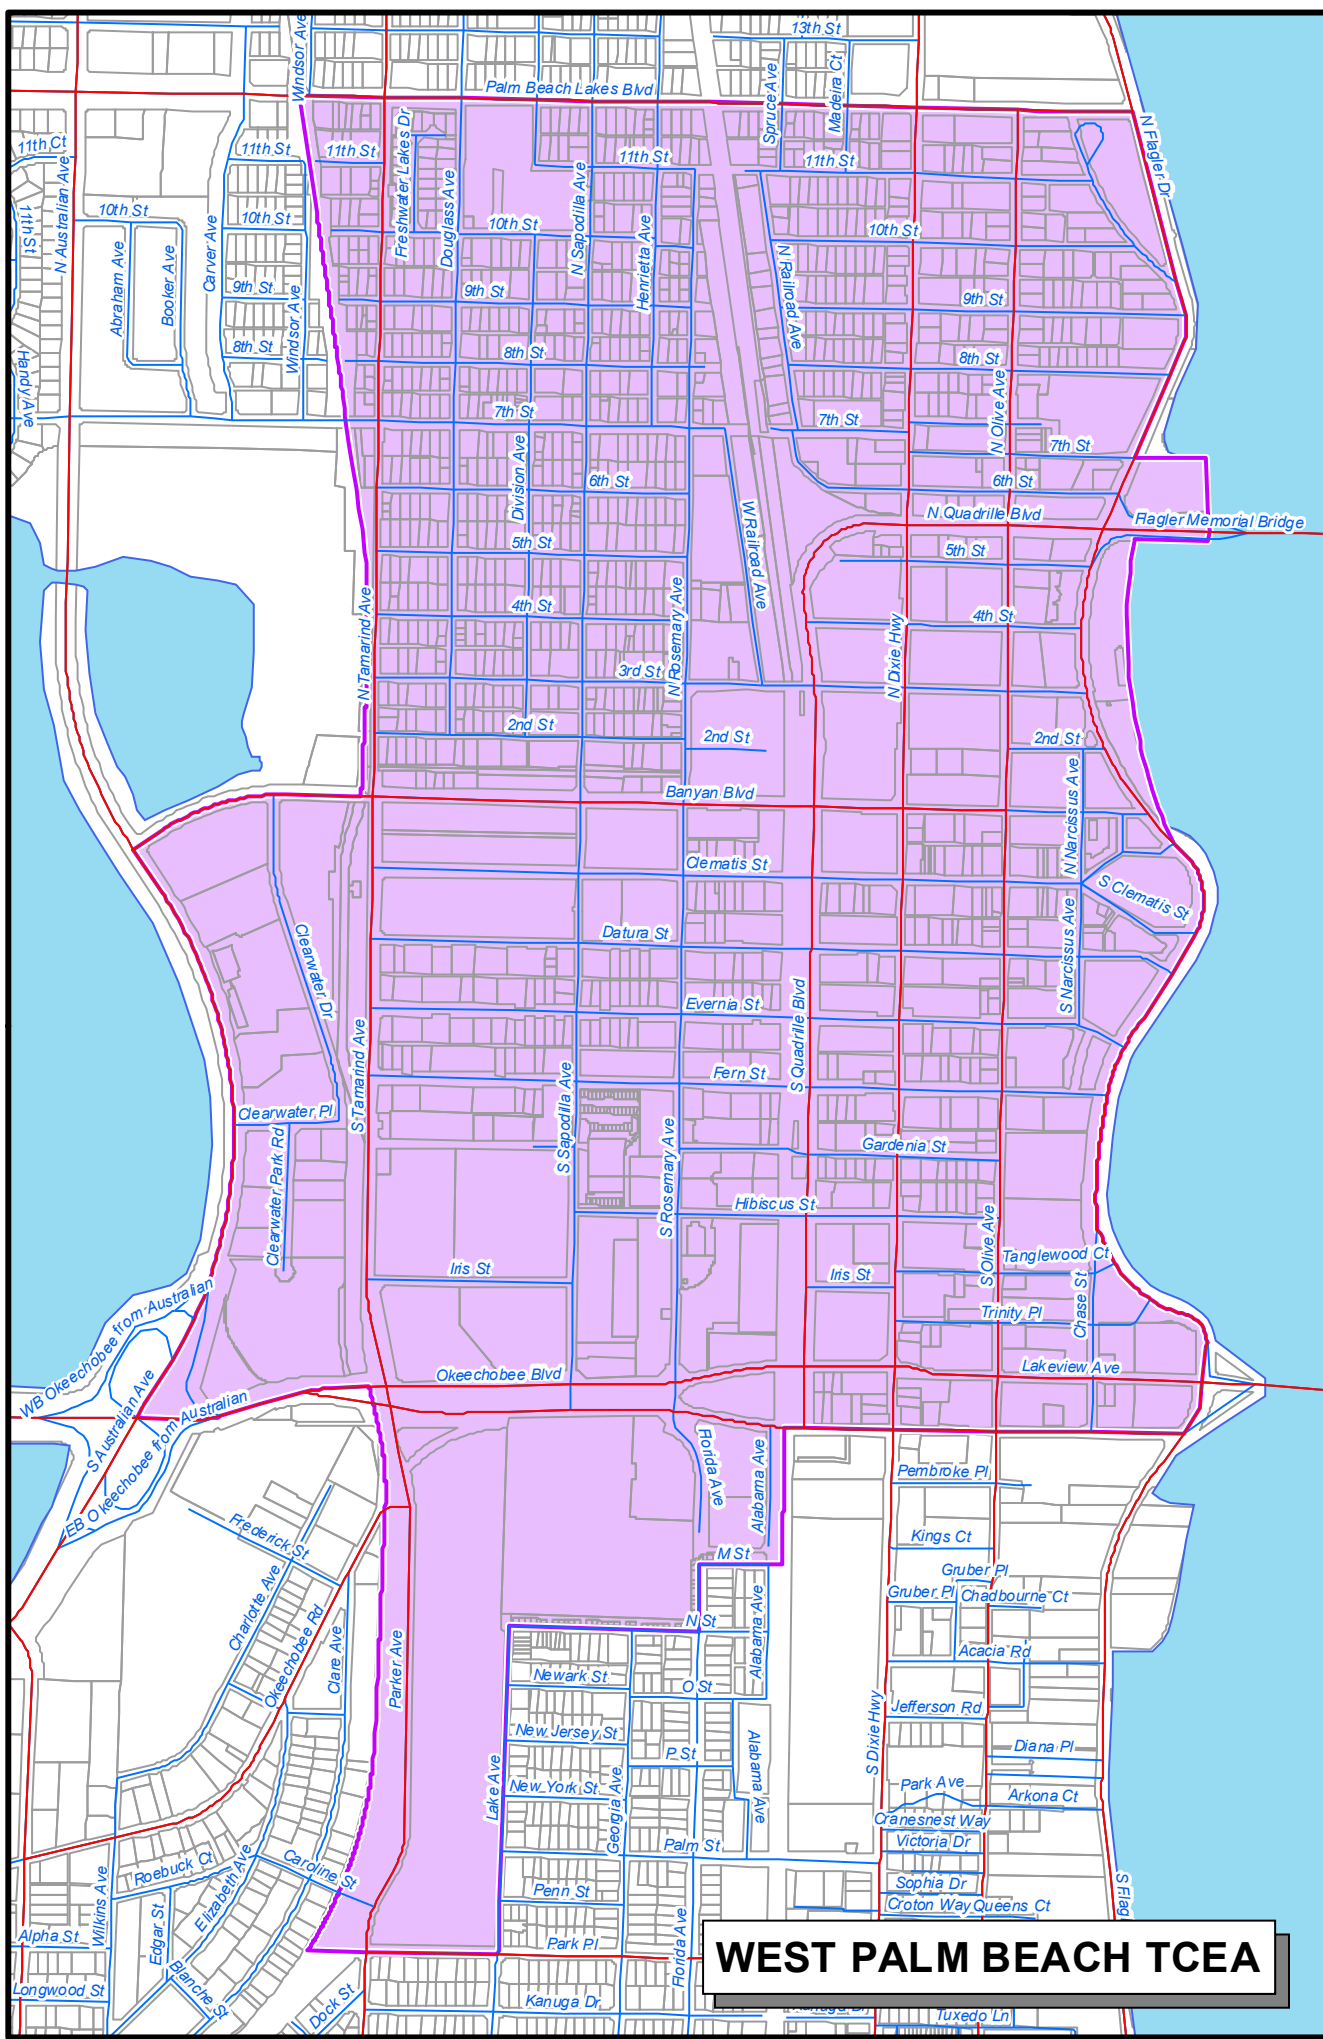 13th St
Windsor Ave
Palm Beach Lakes Blvd
Spruce Ave
Madeira Ct
N Flagler Dr
11th Ct
N Australian Ave
11th St
11th St
Freshwater Lakes Dr
Douglass Ave
N Sapodilla Ave
11th St
11th St
11th St
10th St
Carver Ave
10th St
10th St
Henrietta Ave
10th St
Abraham Ave
Booker Ave
9th St
Windsor Ave
9th St
N Railroad Ave
9th St
Handy Ave
8th St
8th St
8th St
N Olive Ave
7th St
7th St
7th St
Division Ave
6th St
6th St
W Railroad Ave
N Quadrille Blvd
Flagler Memorial Bridge
5th St
5th St
N Tamarind Ave
4th St
N Rosemary Ave
N Dixie Hwy
4th St
3rd St
2nd St
2nd St
2nd St
Banyan Blvd
N Narcissus Ave
Clematis St
S Clematis St
Clearwater Dr
Datura St
S Narcissus Ave
Evernia St
S Quadrille Blvd
S Tamarind Ave
Fern St
S Sapodilla Ave
Clearwater Pl
Clearwater Park Rd
S Rosemary Ave
Gardenia St
Hibiscus St
S Olive Ave
Tanglewood Ct
Iris St
Iris St
Chase St
Trinity Pl
WB Okeechobee from Australian
Okeechobee Blvd
Lakeview Ave
S Australian Ave
EB Okeechobee from Australian
Florida Ave
Alabama Ave
Pembroke Pl
Frederick St
Kings Ct
M St
Gruber Pl
Gruber Pl
Chadbourne Ct
Charlotte Ave
Okeechobee Rd
Clare Ave
N St
Alabama Ave
Acacia Rd
Parker Ave
Newark St
O St
Jefferson Rd
S Dixie Hwy
New Jersey St
P St
Alabama Ave
Diana Pl
Lake Ave
New York St
Georgia Ave
Park Ave
Arkona Ct
Cranesnest Way
Palm St
Victoria Dr
Roebuck Ct
Elizabeth Ave
Caroline St
Wilkins Ave
Penn St
Sophia Dr
S Flag
Croton Way
Queens Ct
Edgar St
Alpha St
Park Pl
Florida Ave
WEST PALM BEACH TCEA
Blanche St
Longwood St
Dock St
Kanuga Dr
Tuxedo Ln